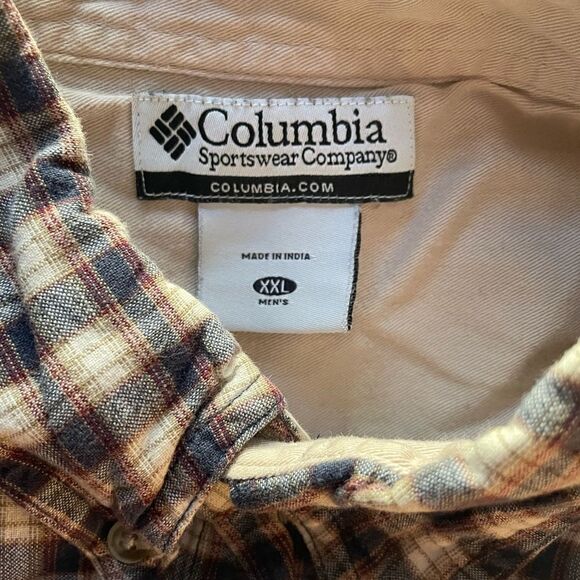 Columbia
Sportswear Company®
COLUMBIA.COM
MADE IN INDIA
XXL
MEN'S